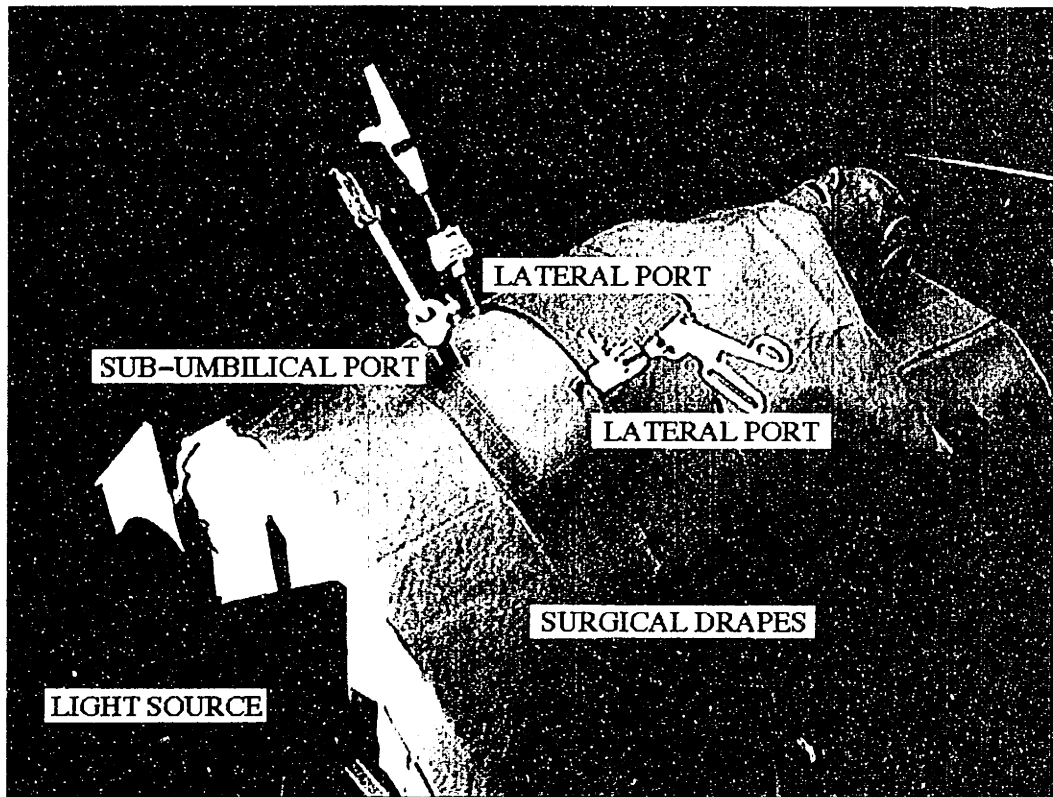 LATERAL PORT
SUB-UMBILICAL PORT
LATERAL PORT
SURGICAL DRAPES
LIGHT SOURCE